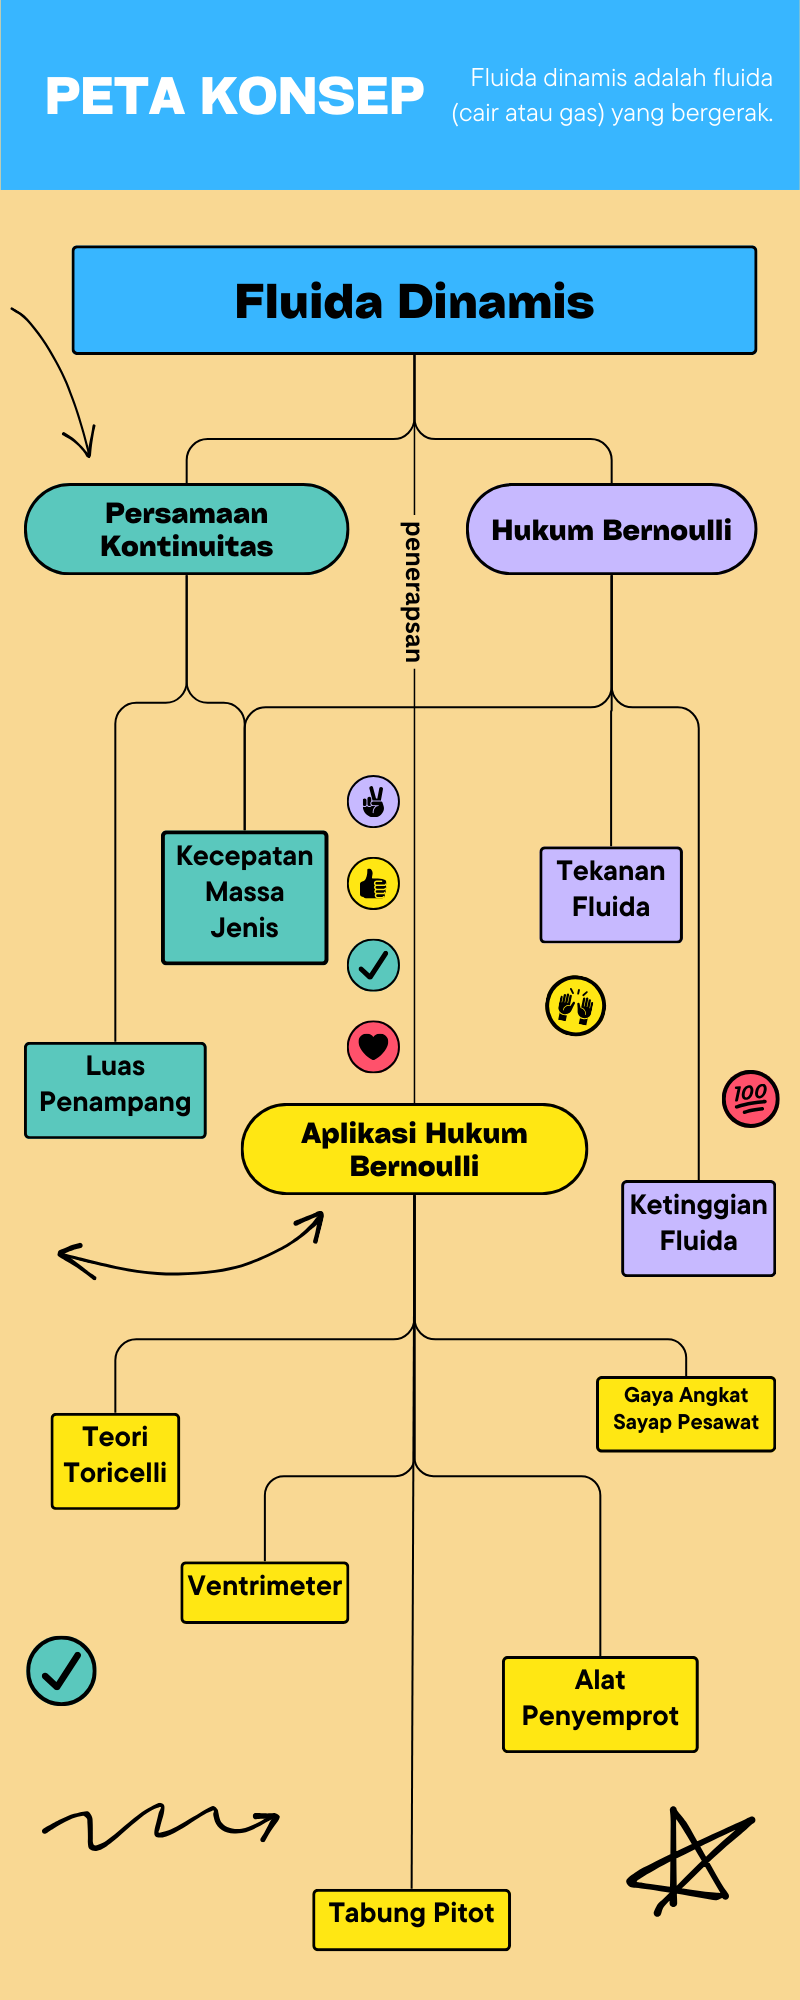 PETA KONSEP
Fluida dinamis adalah fluida
(cair atau gas) yang bergerak.
Fluida Dinamis
Persamaan
Kontinuitas
Hukum Bernoulli
penerapsan
Kecepatan
Massa
Jenis
Tekanan
Fluida
Luas
Penampang
100
Aplikasi Hukum
Bernoulli
Ketinggian
Fluida
Gaya Angkat
Sayap Pesawat
Teori
Toricelli
Ventrimeter
Alat
Penyemprot
Tabung Pitot